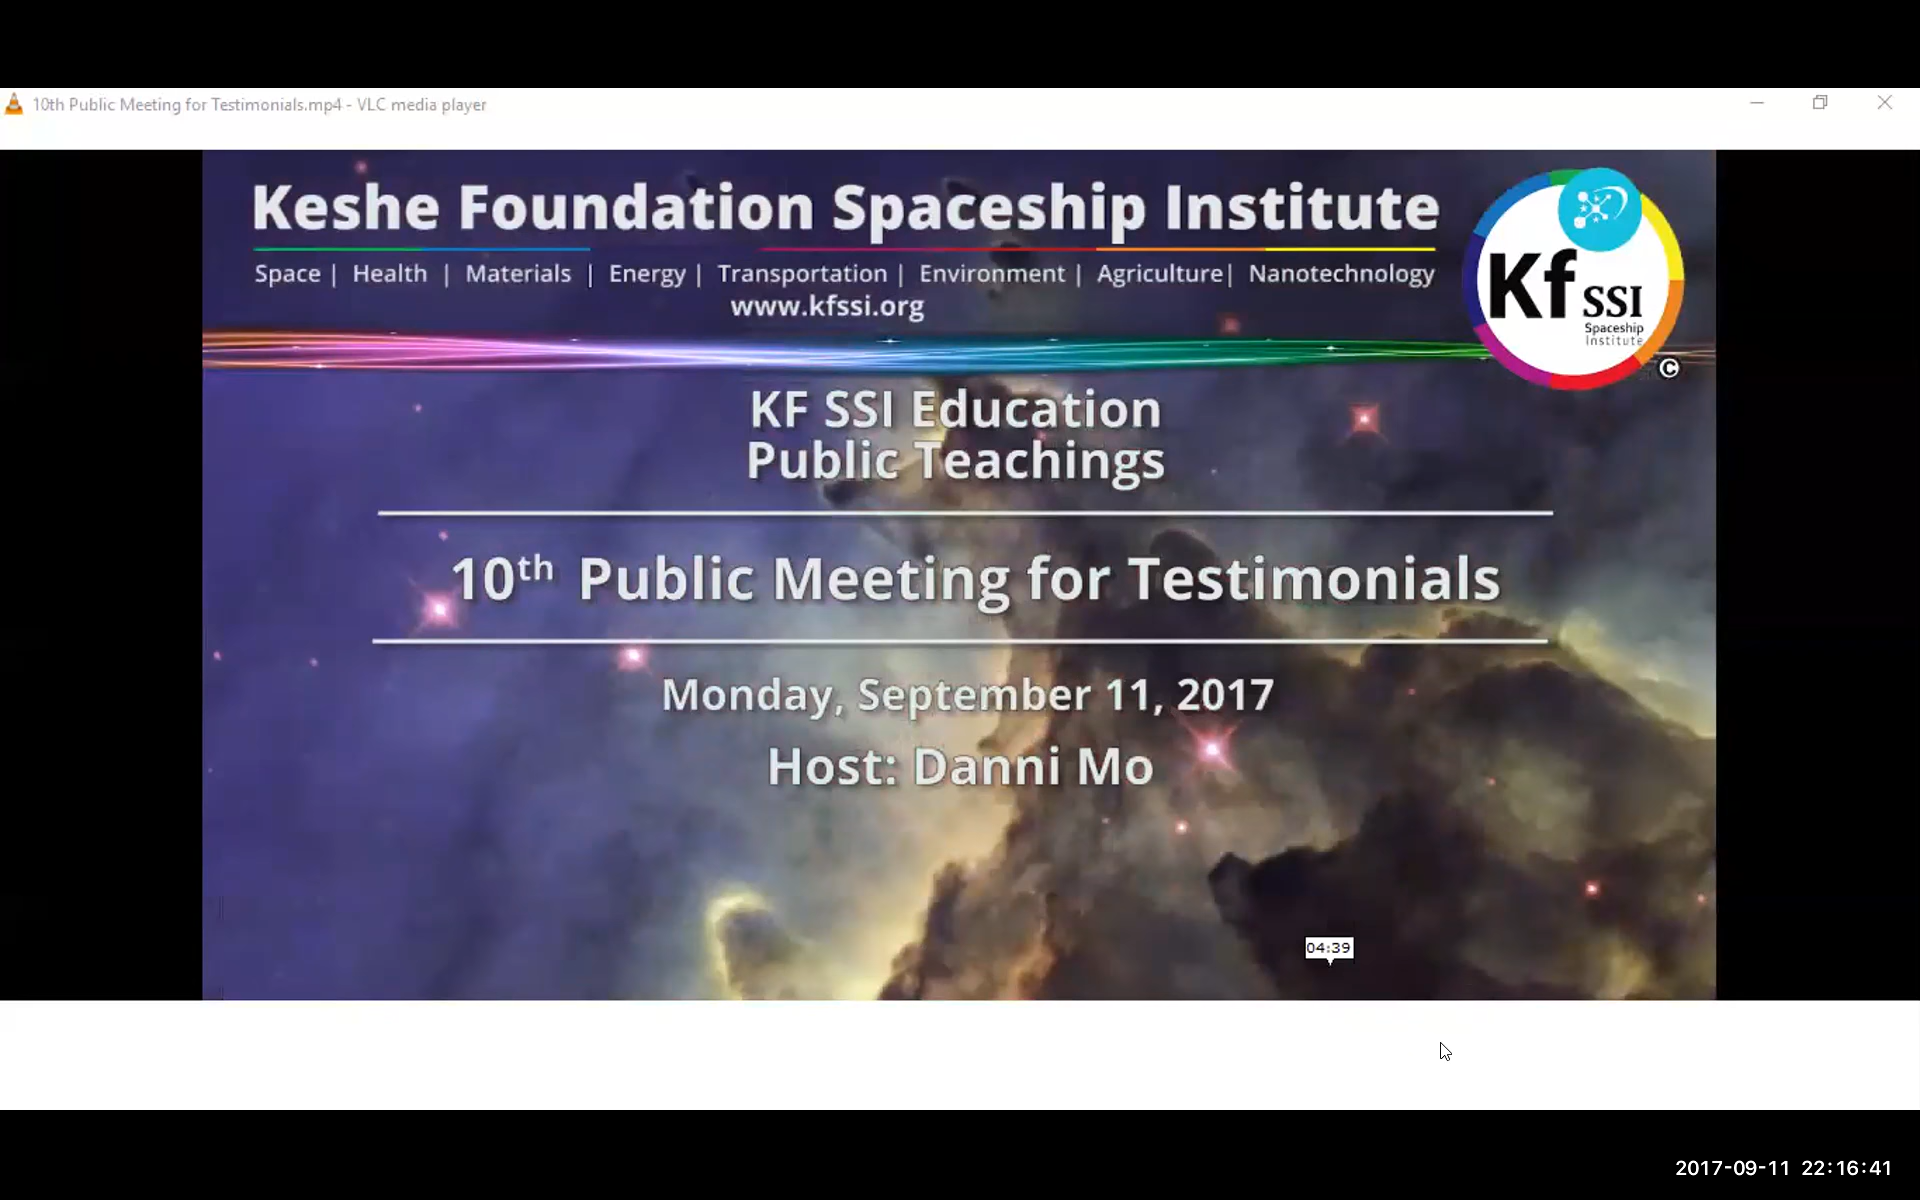 10th Public Meeting for Testimonials.mp4 - VLC media player
Keshe Foundation Spaceship Institute
Space | Health | Materials | Energy | Transportation | Environment | Agriculture| Nanotechnology
www.kfssi.org
Kf SSI
Spaceship
Institute
©
KF SSI Education
Public Teachings
10th Public Meeting for Testimonials
Monday, September 11, 2017
Host: Danni Mo
04:39
2017-09-11 22:16:41